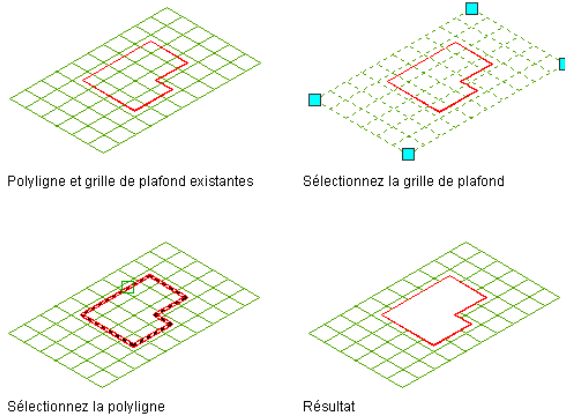 Polyligne et grille de plafond existantes
Sélectionnez la grille de plafond
Sélectionnez la polyligne
Résultat